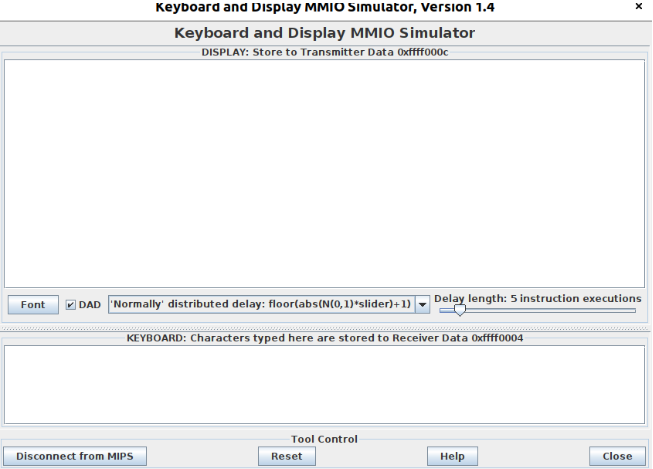 Keyboard and Display MMIO Simulator, Version 1.4
Keyboard and Display MMIO Simulator
DISPLAY: Store to Transmitter Data 0xffff000c
Font
DAD
'Normally' distributed delay: floor(abs(N(0,1)*slider)+1)
Delay length: 5 instruction executions
KEYBOARD: Characters typed here are stored to Receiver Data 0xffff0004
Tool Control
Disconnect from MIPS
Reset
Help
Close